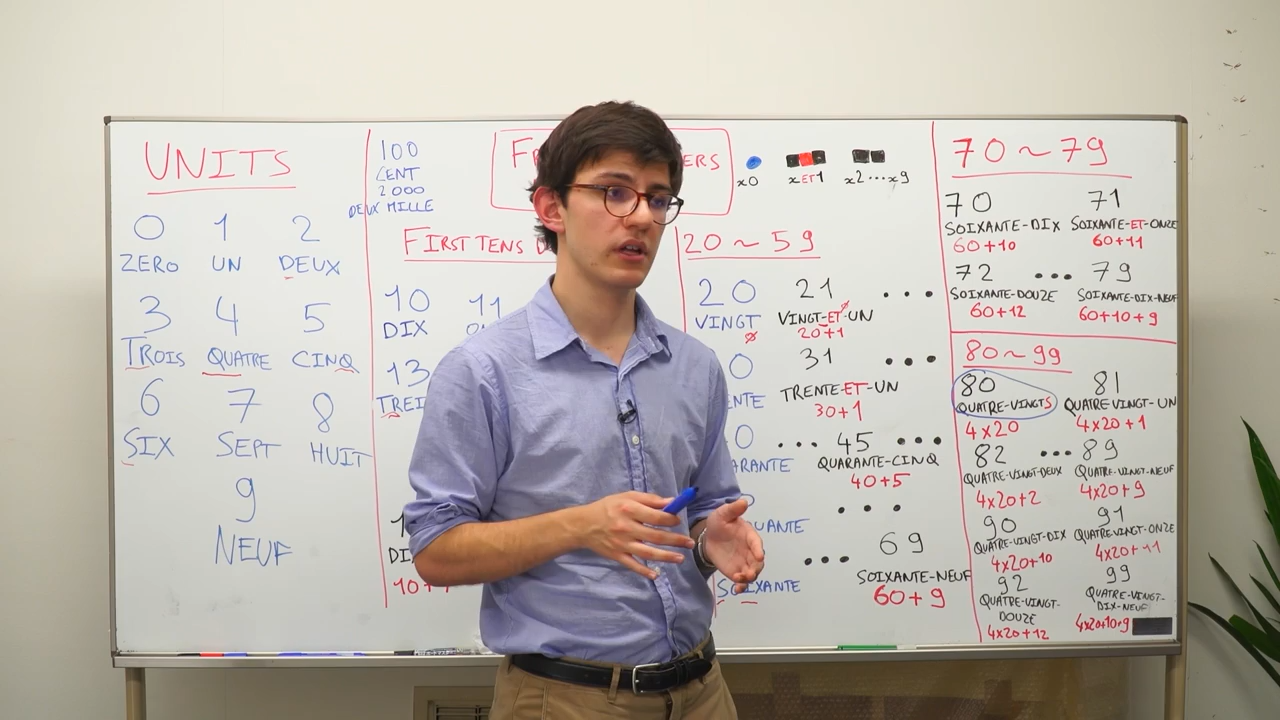 UNITS
0 1 2
ZERO UN DEUX
3 4 5
TROIS QUATRE CINQ
6 7 8
SIX SEPT HUIT
9
NEUF
100
CENT
2000
DEUX MILLE
x0 xET1 x2...x9
FIRST TENS
10 11
DIX
13
20 ~ 59
20 21 ...
VINGT VINGT-ET-UN
20+1
31 ...
TRENTE-ET-UN
30+1
... 45 ...
QUARANTE-CINQ
40+5
...
... 69
SOIXANTE SOIXANTE-NEUF
60+9
70 ~ 79
70 71
SOIXANTE-DIX SOIXANTE-ET-ONZE
60+10 60+11
72 ... 79
SOIXANTE-DOUZE SOIXANTE-DIX-NEUF
60+12 60+10+9
80 ~ 99
80 81
QUATRE-VINGTS QUATRE VINGT-UN
4x20 4x20+1
82 ... 89
QUATRE-VINGT-DEUX QUATRE-VINGT-NEUF
4x20+2 4x20+9
90 91
QUATRE-VINGT-DIX QUATRE-VINGT-ONZE
4x20+10 4x20+11
92 99
QUATRE-VINGT-DOUZE QUATRE-VINGT-DIX-NEUF
4x20+12 4x20+10+9